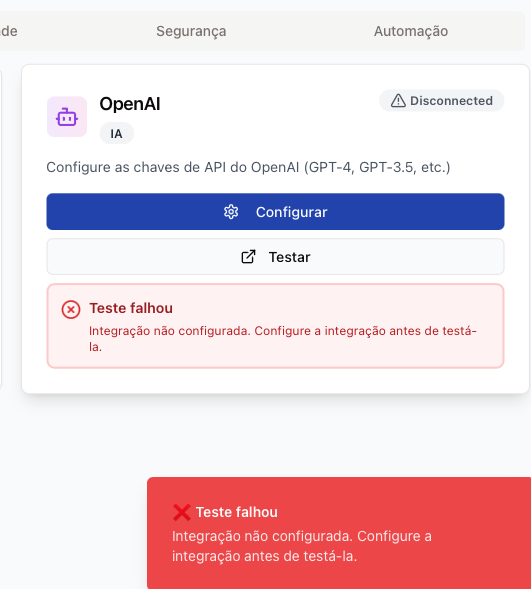 de
Segurança
Automação
OpenAI
Disconnected
IA
Configure as chaves de API do OpenAI (GPT-4, GPT-3.5, etc.)
Configurar
Testar
Teste falhou
Integração não configurada. Configure a integração antes de testá-
la.
❌ Teste falhou
Integração não configurada. Configure a
integração antes de testá-la.